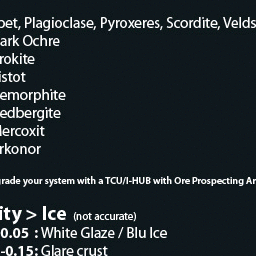 bet, Plagioclase, Pyroxeres, Scordite, Velds
ark Ochre
rokite
istot
emorphite
edbergite
ercoxit
rkonor
rade your system with a TCU/I-HUB with Ore Prospecting Ar
ity > Ice (not accurate)
0.05 : White Glaze / Blu Ice
-0.15: Glare crust